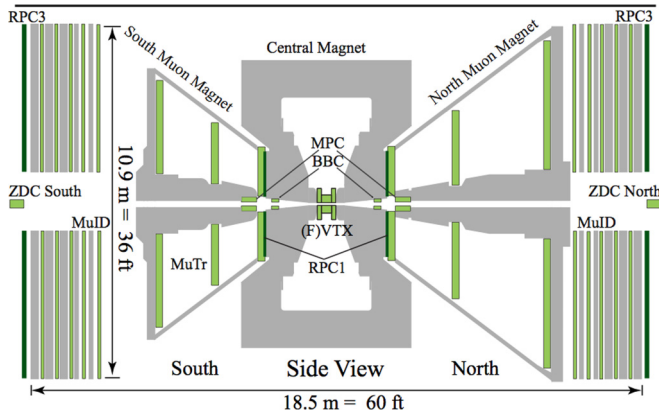 RPC3
RPC3
South Muon Magnet
Central Magnet
North Muon Magnet
MPC
BBC
ZDC South
ZDC North
10.9 m = 36 ft
MuID
MuID
(F)VTX
MuTr
RPC1
South
Side View
North
18.5 m = 60 ft